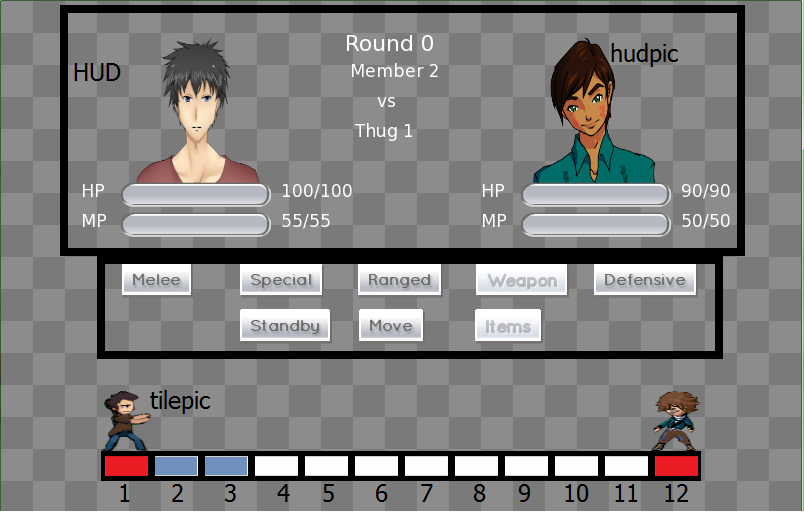 Round 0
hudpic
HUD
Member 2
vs
Thug 1
HP 100/100 HP 90/90
MP 55/55 MP 50/50
Melee Special Ranged Weapon Defensive
Standby Move Items
tilepic
1 2 3 4 5 6 7 8 9 10 11 12